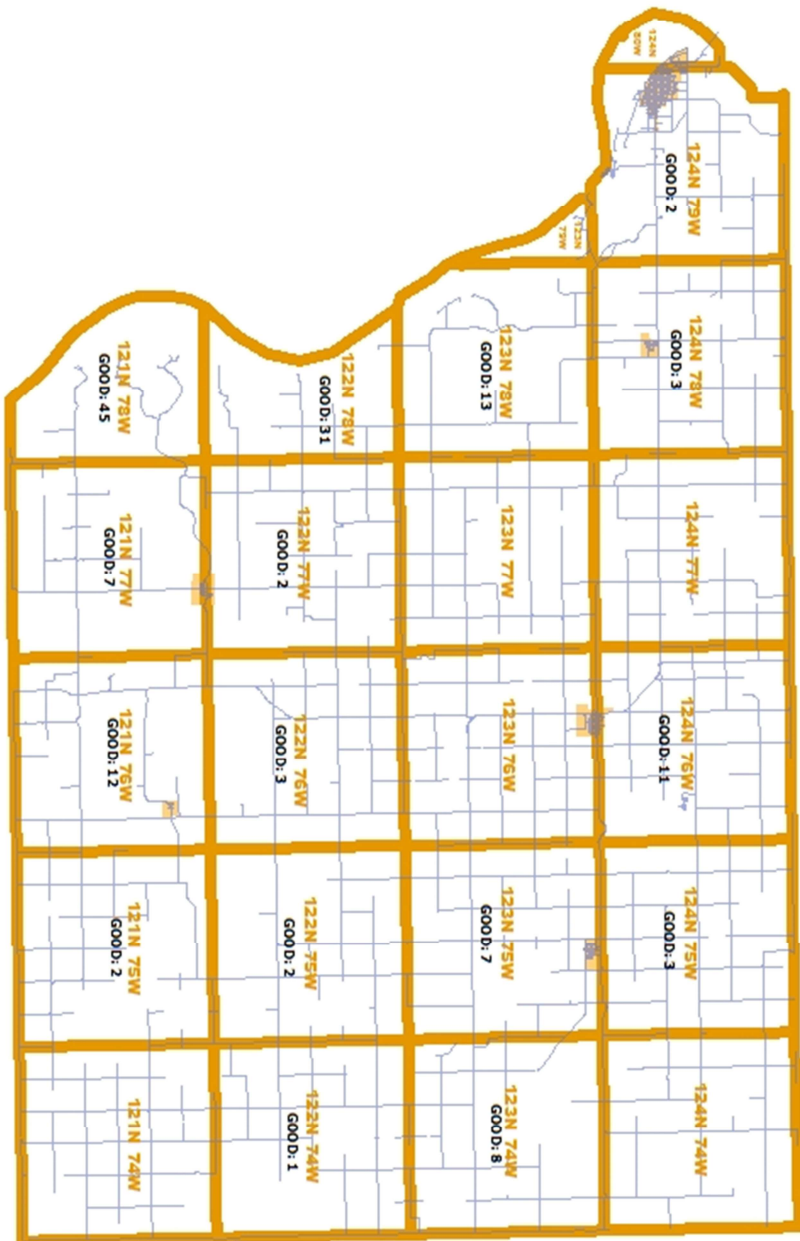 124N
80W
124N 79W
GOOD: 2
124N 78W
GOOD: 3
124N 77W
124N 76W
GOOD: 11
124N 75W
GOOD: 3
124N 74W
123N
79W
123N 78W
GOOD: 13
123N 77W
123N 76W
123N 75W
GOOD: 7
123N 74W
GOOD: 8
122N 78W
GOOD: 31
122N 77W
GOOD: 2
122N 76W
GOOD: 3
122N 75W
GOOD: 2
122N 74W
GOOD: 1
121N 78W
GOOD: 45
121N 77W
GOOD: 7
121N 76W
GOOD: 12
121N 75W
GOOD: 2
121N 74W